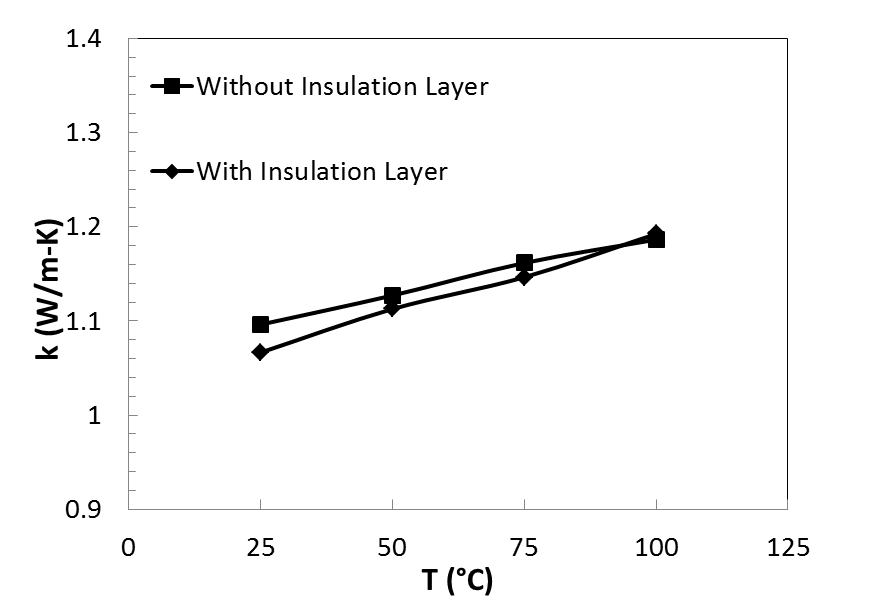 1.4
1.3
1.2
1.1
1
0.9
k (W/m-K)
Without Insulation Layer
With Insulation Layer
0 25 50 75 100 125
T (°C)